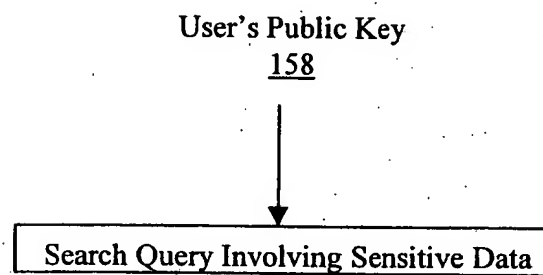 User's Public Key
158
Search Query Involving Sensitive Data